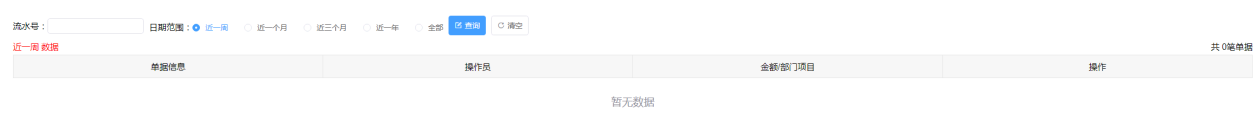 流水号： 日期范围： 近一周 近一个月 近三个月 近一年 全部 查询 清空
近一周 数据 共 0笔单据
单据信息 操作员 金额/部门项目 操作
暂无数据